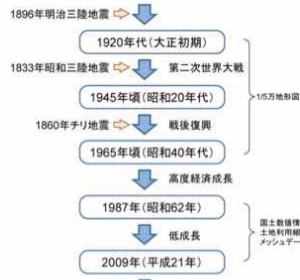 1896年明治三陸地震
1920年代(大正初期)
1833年昭和三陸地震
第二次世界大戦
1945年頃(昭和20年代)
1/5万地形図
1860年チリ地震
戦後復興
1965年頃(昭和40年代)
高度経済成長
1987年(昭和62年)
国土数値情
土地利用細
メッシュデー
低成長
2009年(平成21年)